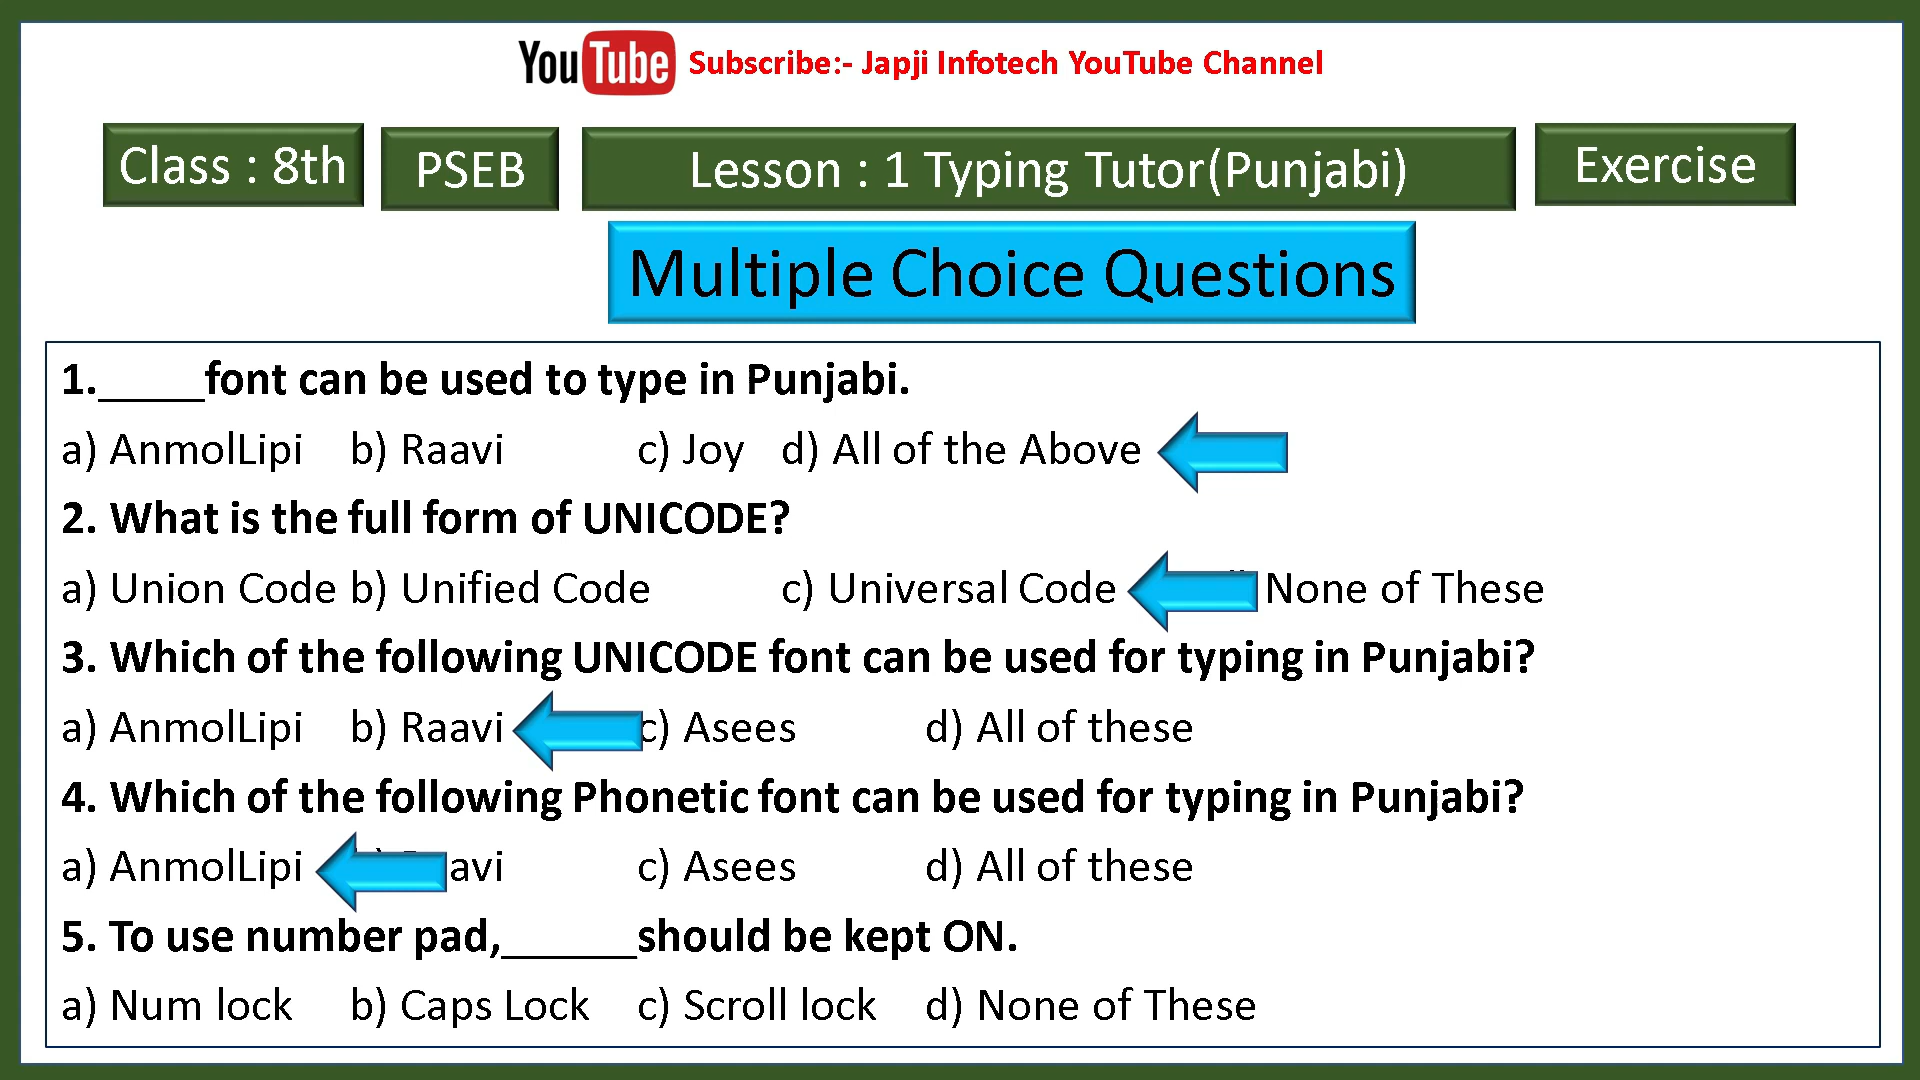 YouTube Subscribe:- Japji Infotech YouTube Channel
Class : 8th PSEB Lesson : 1 Typing Tutor(Punjabi) Exercise
Multiple Choice Questions
1._____font can be used to type in Punjabi.
a) AnmolLipi b) Raavi c) Joy d) All of the Above
2. What is the full form of UNICODE?
a) Union Code b) Unified Code c) Universal Code None of These
3. Which of the following UNICODE font can be used for typing in Punjabi?
a) AnmolLipi b) Raavi c) Asees d) All of these
4. Which of the following Phonetic font can be used for typing in Punjabi?
a) AnmolLipi c) Asees d) All of these
5. To use number pad,______should be kept ON.
a) Num lock b) Caps Lock c) Scroll lock d) None of These